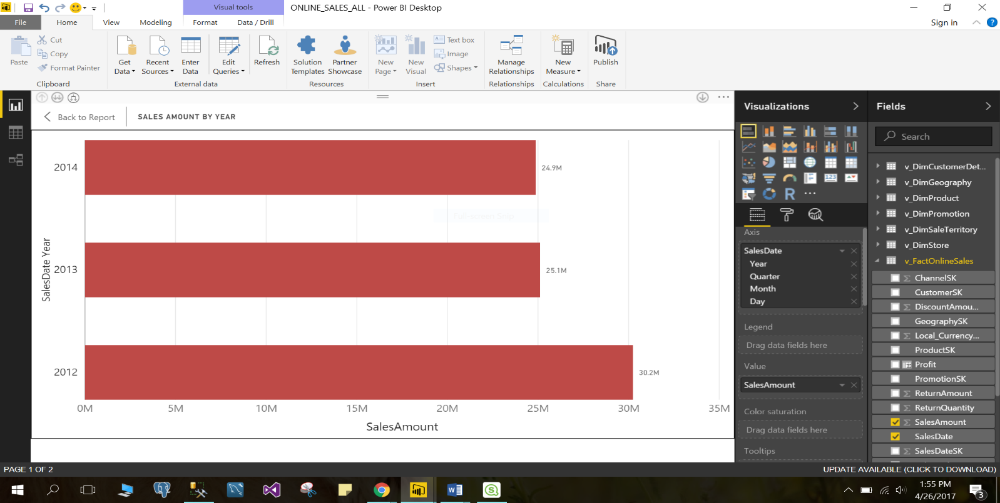 Visual tools
ONLINE_SALES_ALL - Power BI Desktop
File
Home
View
Modeling
Format
Data / Drill
Sign in
?
Paste
Cut
Copy
Format Painter
Clipboard
Get
Data
Recent
Sources
Enter
Data
Edit
Queries
Refresh
External data
Solution
Templates
Partner
Showcase
Resources
New
Page
New
Visual
Text box
Image
Shapes
Insert
Manage
Relationships
Relationships
New
Measure
Calculations
Publish
Share
Back to Report
SALES AMOUNT BY YEAR
SalesDate Year
2014
24.9M
Full-screen Snip
2013
25.1M
2012
30.2M
0M
5M
10M
15M
20M
25M
30M
35M
SalesAmount
Visualizations
123
R
Axis
SalesDate
Year
Quarter
Month
Day
Legend
Drag data fields here
Value
SalesAmount
Color saturation
Drag data fields here
Tooltips
Fields
Search
v_DimCustomerDet...
v_DimGeography
v_DimProduct
v_DimPromotion
v_DimSaleTerritory
v_DimStore
v_FactOnlineSales
ChannelSK
CustomerSK
DiscountAmou...
GeographySK
Local_Currency...
ProductSK
Profit
PromotionSK
ReturnAmount
ReturnQuantity
SalesAmount
SalesDate
SalesDateSK
PAGE 1 OF 2
UPDATE AVAILABLE (CLICK TO DOWNLOAD)
1:55 PM
4/26/2017
3